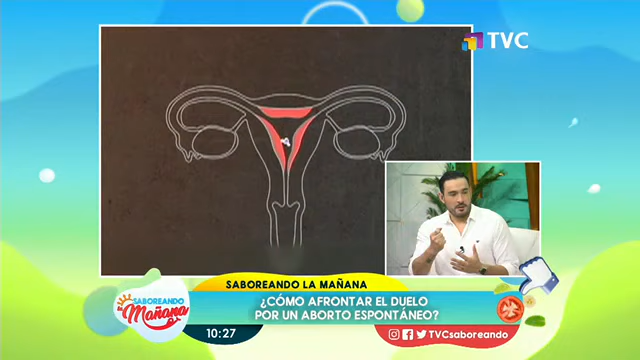 TVC
SABOREANDO LA MAÑANA
¿CÓMO AFRONTAR EL DUELO
POR UN ABORTO ESPONTÁNEO?
SABOREANDO
Mañana
10:27
TVCsaboreando